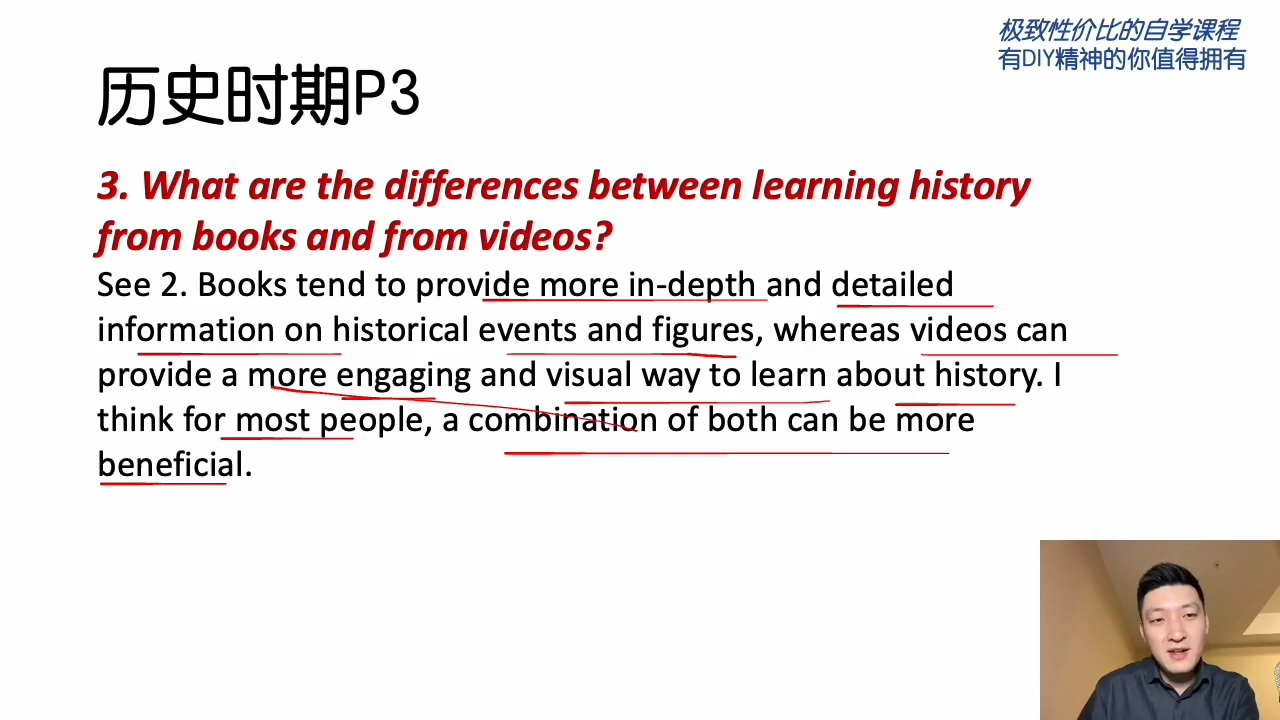 极致性价比的自学课程
有DIY精神的你值得拥有
历史时期P3
3. What are the differences between learning history
from books and from videos?
See 2. Books tend to provide more in-depth and detailed
information on historical events and figures, whereas videos can
provide a more engaging and visual way to learn about history. I
think for most people, a combination of both can be more
beneficial.